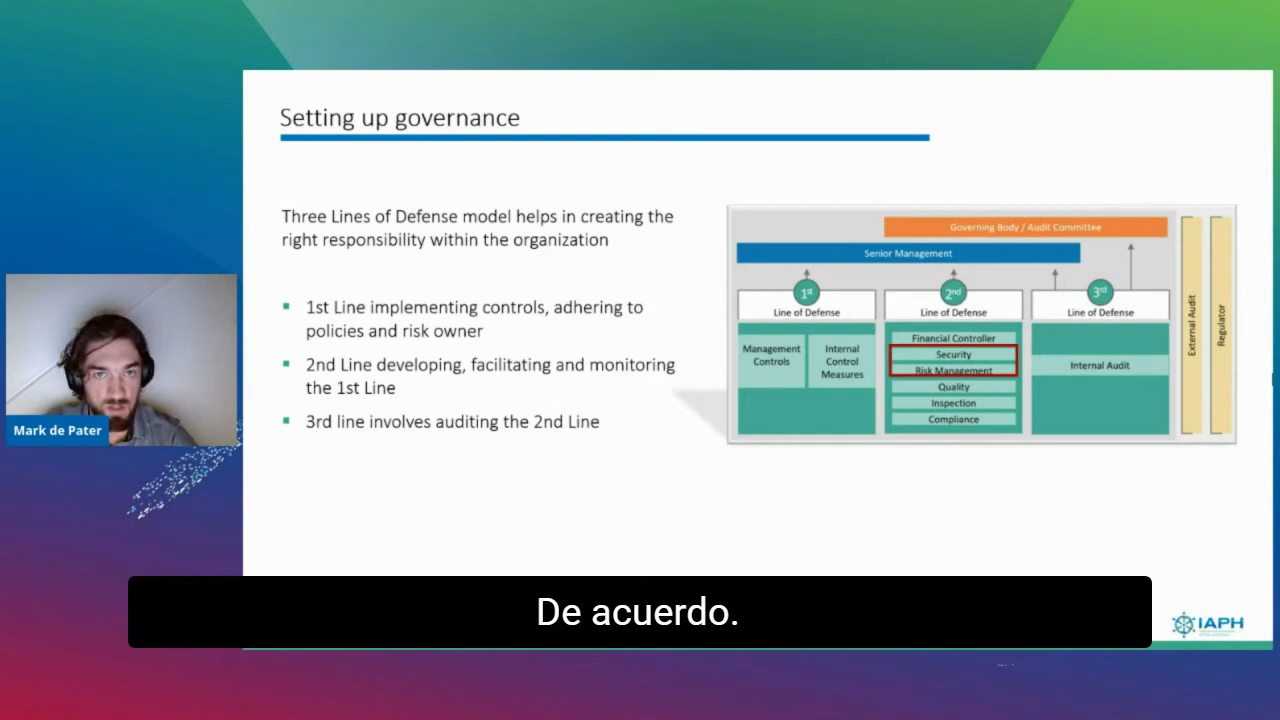 Setting up governance
Three Lines of Defense model helps in creating the
right responsibility within the organization
1st Line implementing controls, adhering to
policies and risk owner
2nd Line developing, facilitating and monitoring
the 1st Line
3rd line involves auditing the 2nd Line
Governing Body / Audit Committee
Senior Management
1st
Line of Defense
2nd
Line of Defense
3rd
Line of Defense
Management
Controls
Internal
Control
Measures
Financial Controller
Security
Risk Management
Quality
Inspection
Compliance
Internal Audit
External Audit
Regulator
Mark de Pater
De acuerdo.
IAPH